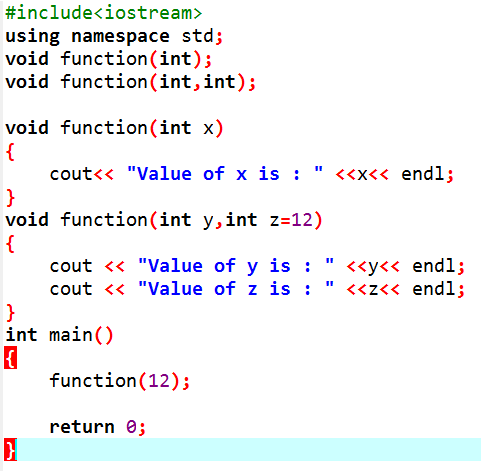 #include<iostream>
using namespace std;
void function(int);
void function(int,int);
void function(int x)
{
    cout<< "Value of x is : " <<x<< endl;
}
void function(int y,int z=12)
{
    cout << "Value of y is : " <<y<< endl;
    cout << "Value of z is : " <<z<< endl;
}
int main()
{
    function(12);
    return 0;
}